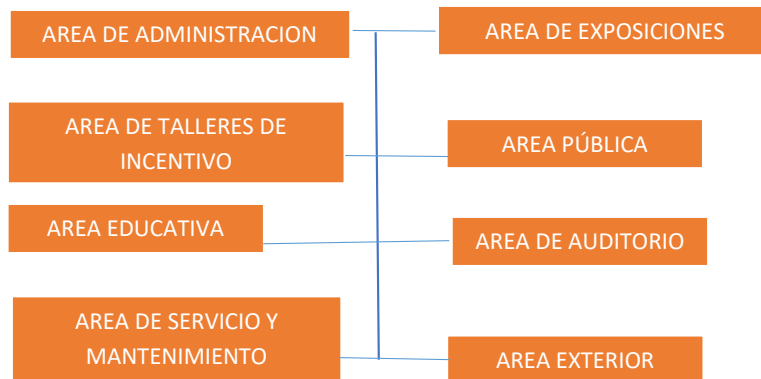 AREA DE ADMINISTRACION
AREA DE EXPOSICIONES
AREA DE TALLERES DE
INCENTIVO
AREA PÚBLICA
AREA EDUCATIVA
AREA DE AUDITORIO
AREA DE SERVICIO Y
MANTENIMIENTO
AREA EXTERIOR